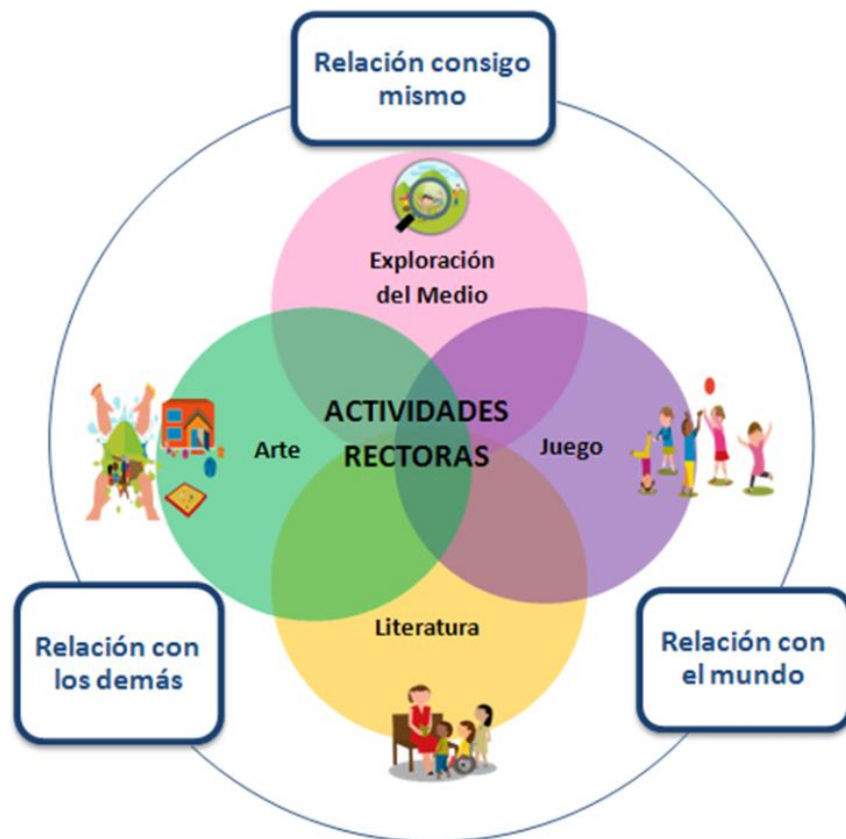 Relación consigo
mismo
Exploración
del Medio
ACTIVIDADES
RECTORAS
Arte
Juego
Literatura
Relación con
los demás
Relación con
el mundo